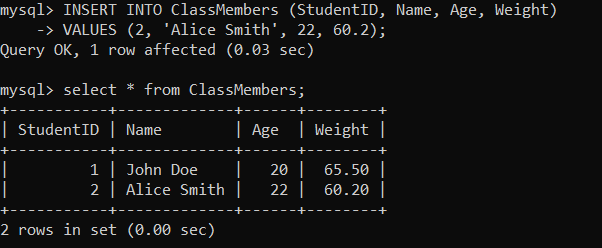 mysql> INSERT INTO ClassMembers (StudentID, Name, Age, Weight)
    -> VALUES (2, 'Alice Smith', 22, 60.2);
Query OK, 1 row affected (0.03 sec)

mysql> select * from ClassMembers;
+-----------+-------------+------+--------+
| StudentID | Name        | Age  | Weight |
+-----------+-------------+------+--------+
|         1 | John Doe    |   20 |  65.50 |
|         2 | Alice Smith |   22 |  60.20 |
+-----------+-------------+------+--------+
2 rows in set (0.00 sec)